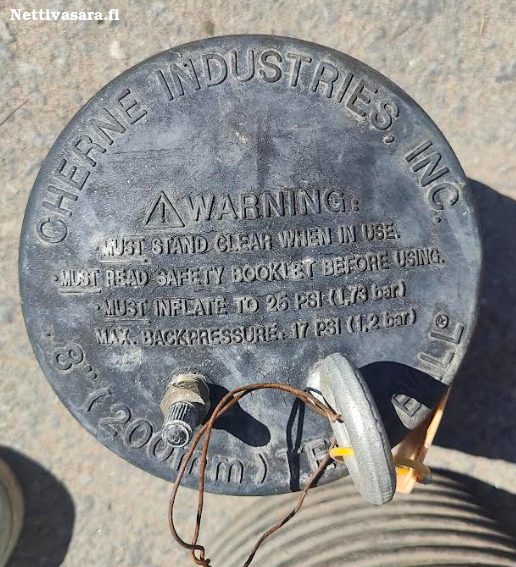 Nettivasara.fi
CHERNE INDUSTRIES, INC.
WARNING:
·MUST STAND CLEAR WHEN IN USE.
·MUST READ SAFETY BOOKLET BEFORE USING.
·MUST INFLATE TO 25 PSI (1,73 bar)
MAX. BACKPRESSURE: 17 PSI (1,2 bar)
·8" (200mm)